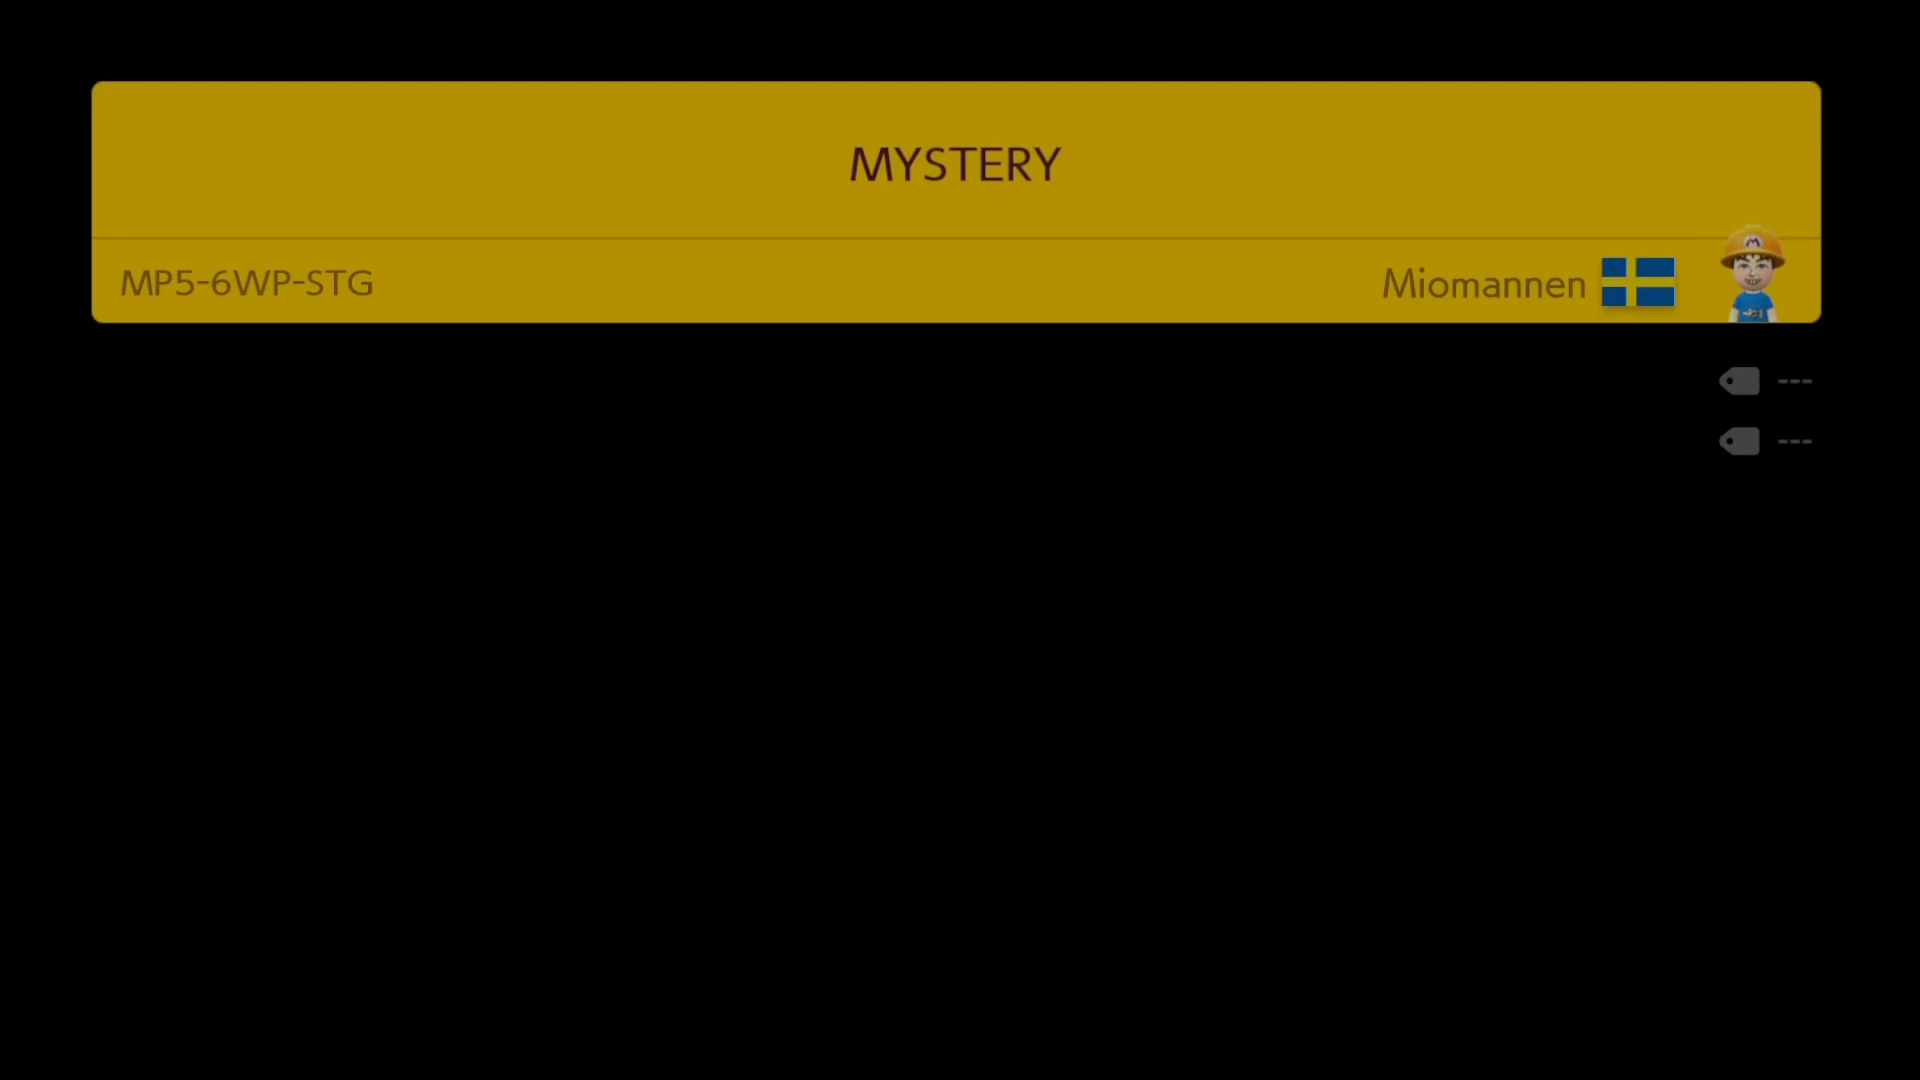 MYSTERY
MP5-6WP-STG
Miomannen
---
---